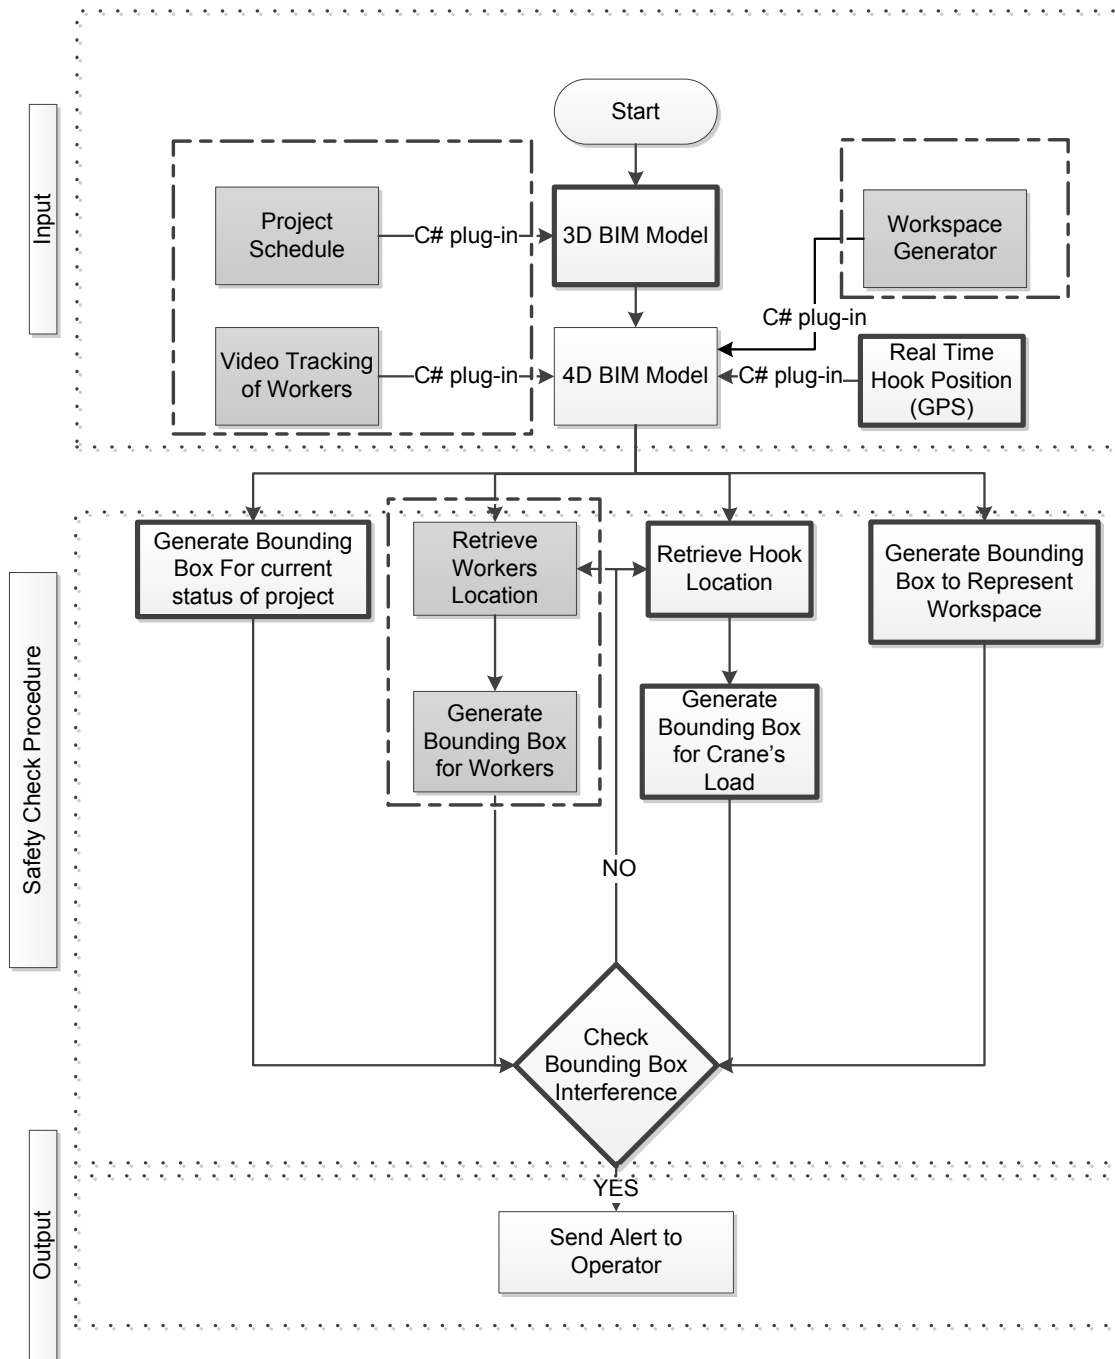 Input
Start
Project
Schedule
C# plug-in
3D BIM Model
Workspace
Generator
C# plug-in
Video Tracking
of Workers
C# plug-in
4D BIM Model
C# plug-in
Real Time
Hook Position
(GPS)
Safety Check Procedure
Generate Bounding
Box For current
status of project
Retrieve
Workers
Location
Retrieve Hook
Location
Generate Bounding
Box to Represent
Workspace
Generate
Bounding Box
for Workers
Generate
Bounding Box
for Crane's
Load
NO
Check
Bounding Box
Interference
YES
Output
Send Alert to
Operator